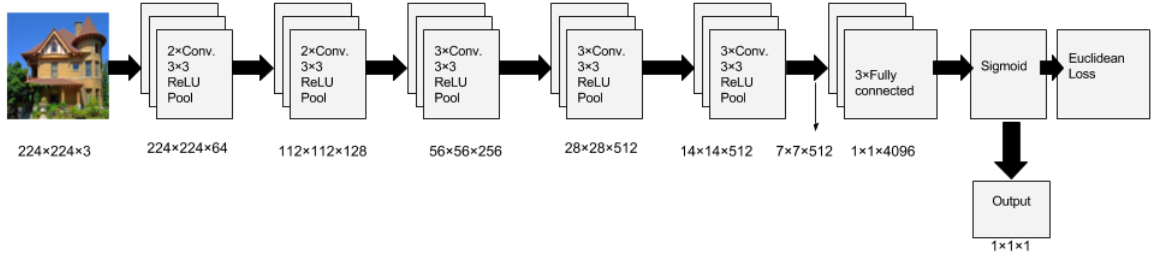 2×Conv.
3×3
ReLU
Pool
2×Conv.
3×3
ReLU
Pool
3×Conv.
3×3
ReLU
Pool
3×Conv.
3×3
ReLU
Pool
3×Conv.
3×3
ReLU
Pool
3×Fully
connected
Sigmoid
Euclidean
Loss
224×224×3
224×224×64
112×112×128
56×56×256
28×28×512
14×14×512
7×7×512
1×1×4096
Output
1×1×1